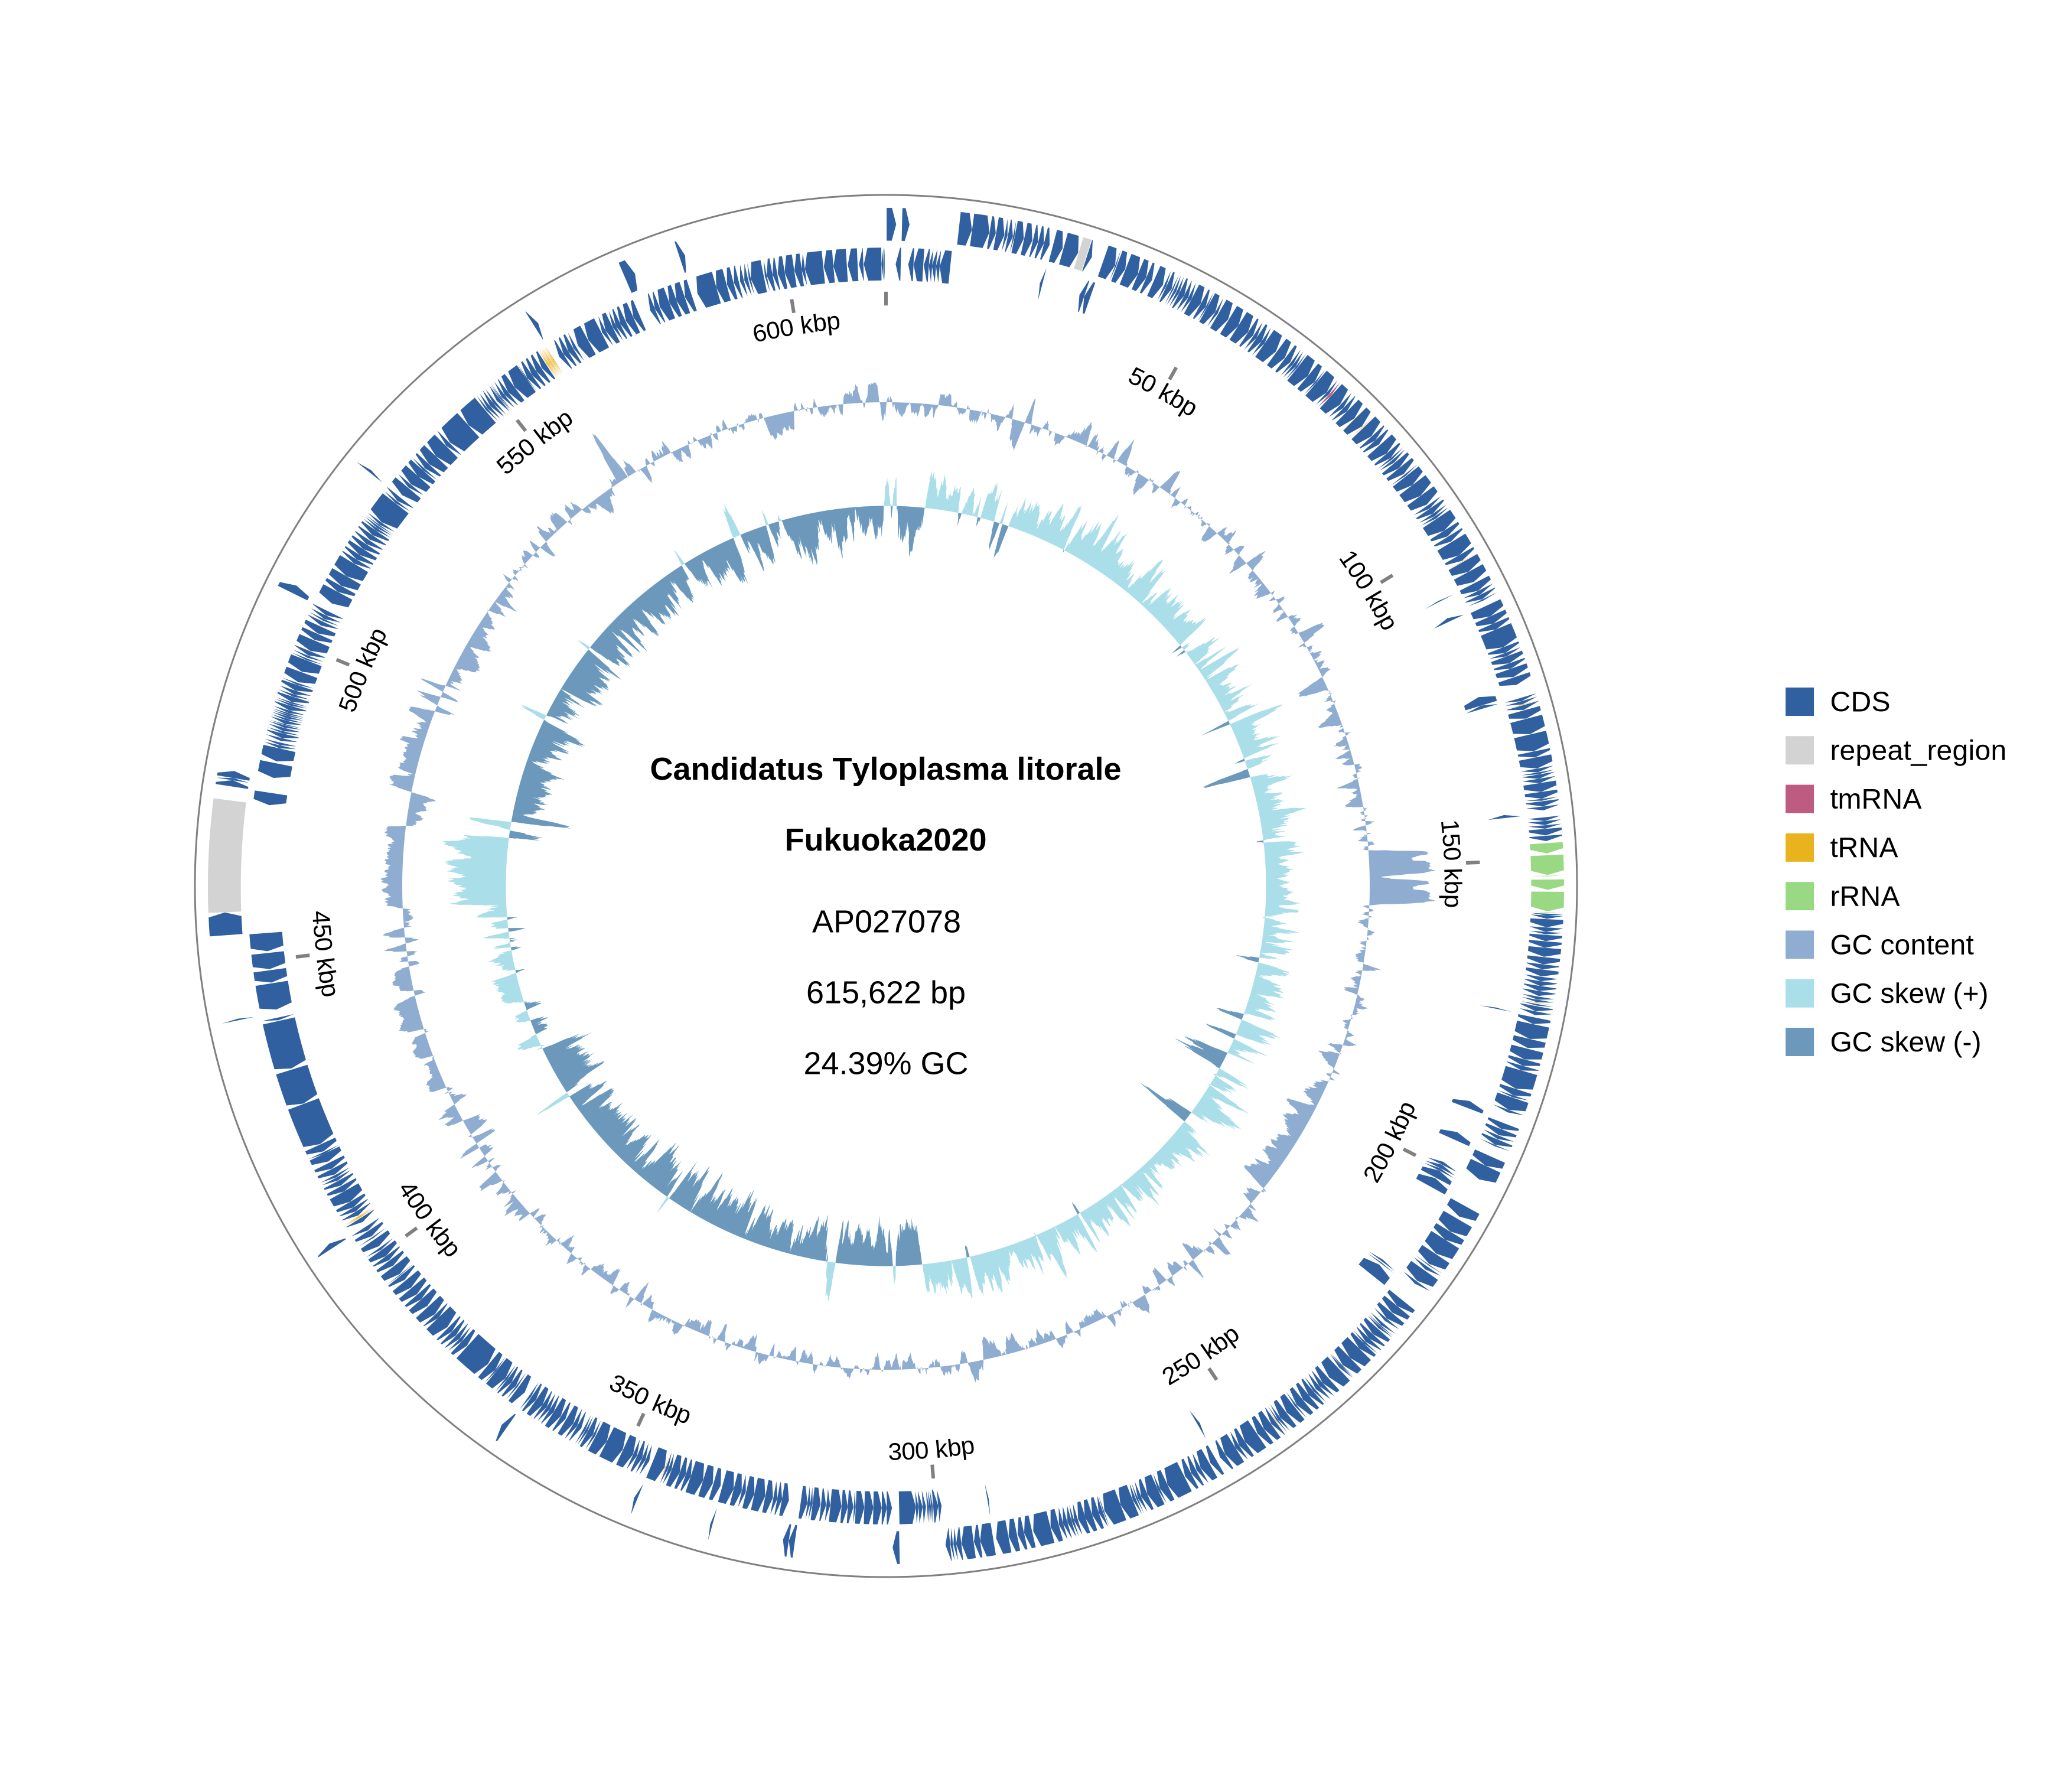 Candidatus Tyloplasma litorale
Fukuoka2020
AP027078
615,622 bp
24.39% GC
50 kbp
100 kbp
150 kbp
200 kbp
250 kbp
300 kbp
350 kbp
400 kbp
450 kbp
500 kbp
550 kbp
600 kbp
CDS
repeat_region
tmRNA
tRNA
rRNA
GC content
GC skew (+)
GC skew (-)